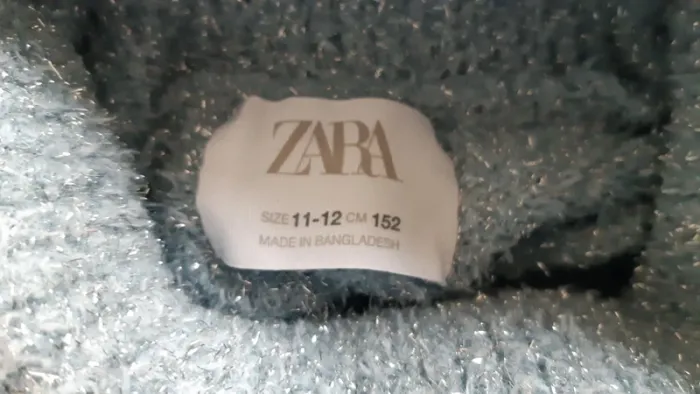 ZARA
SIZE 11-12 CM 152
MADE IN BANGLADESH